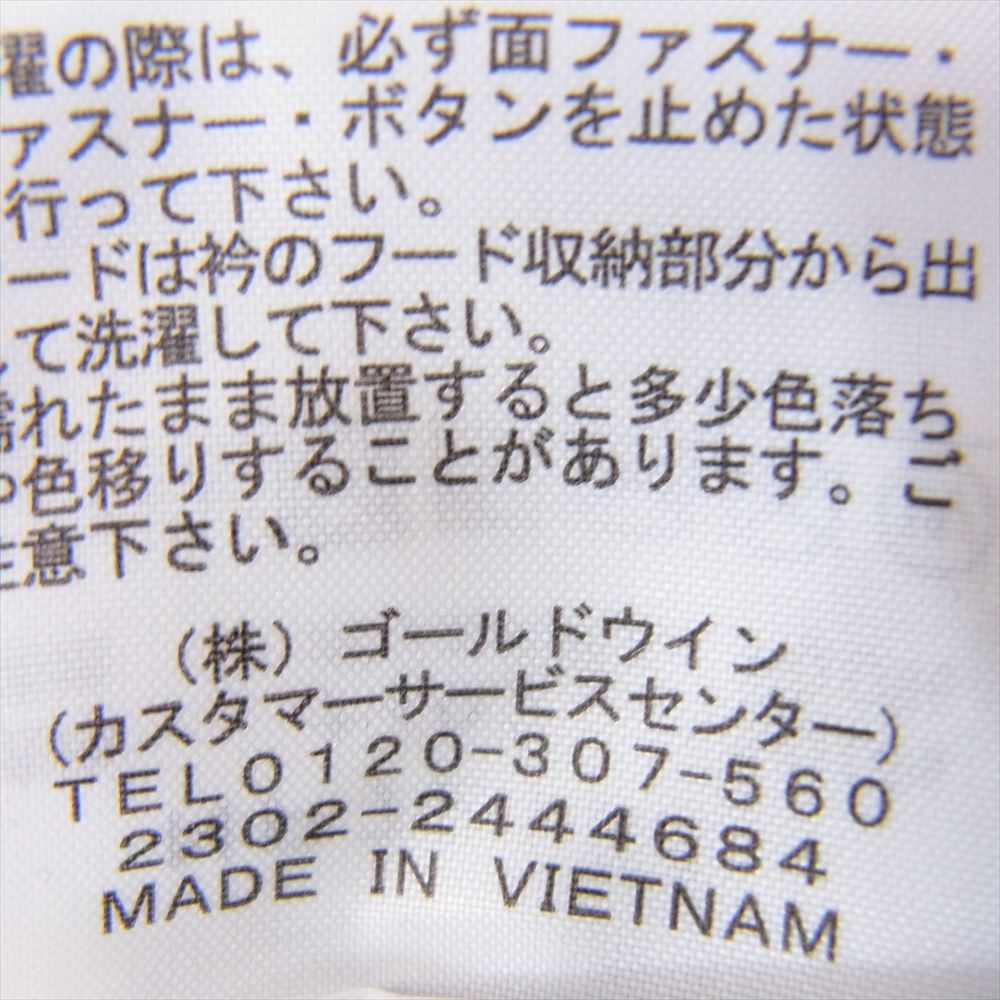 濯の際は、必ず面ファスナー・
ァスナー・ボタンを止めた状態
行って下さい。
ードは衿のフード収納部分から出
て洗濯して下さい。
濡れたまま放置すると多少色落ち
色移りすることがあります。ご
注意下さい。
(株) ゴールドウイン
(カスタマーサービスセンター)
TEL0120-307-560
2302-2444684
MADE IN VIETNAM